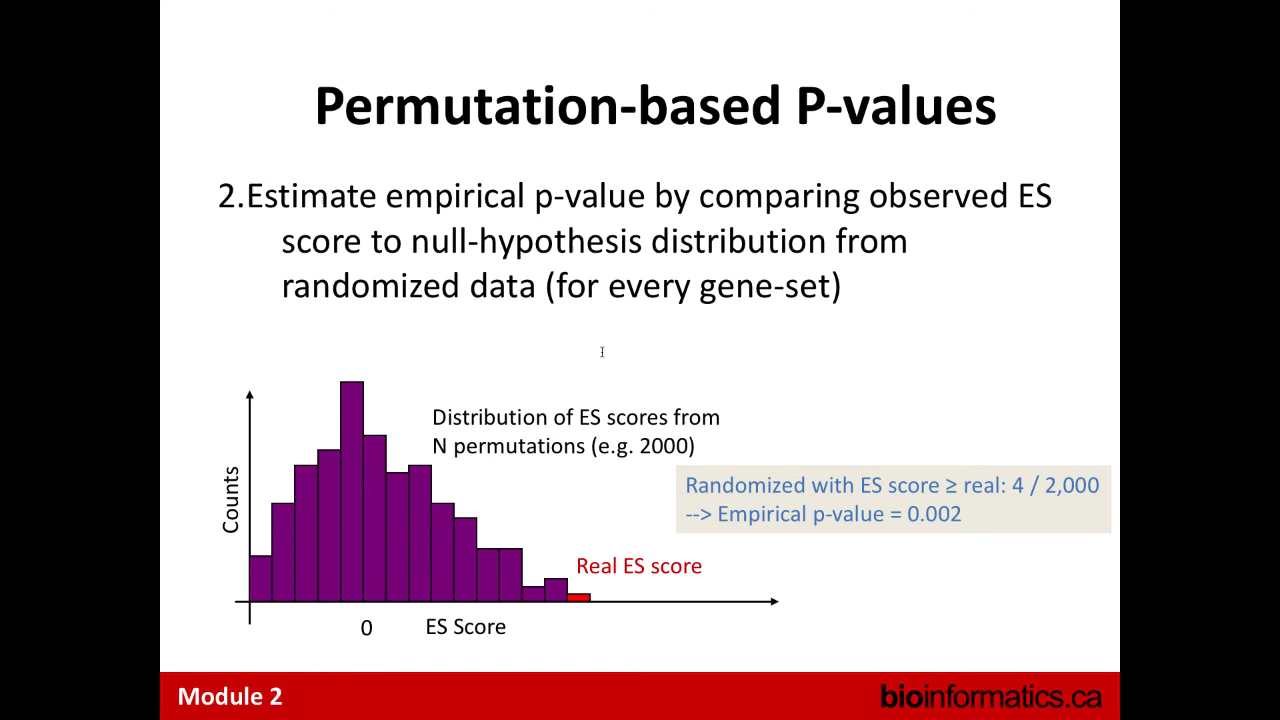 Permutation-based P-values
2.Estimate empirical p-value by comparing observed ES
score to null-hypothesis distribution from
randomized data (for every gene-set)
Distribution of ES scores from
N permutations (e.g. 2000)
Counts
Randomized with ES score ≥ real: 4 / 2,000
--> Empirical p-value = 0.002
Real ES score
0
ES Score
Module 2
bioinformatics.ca